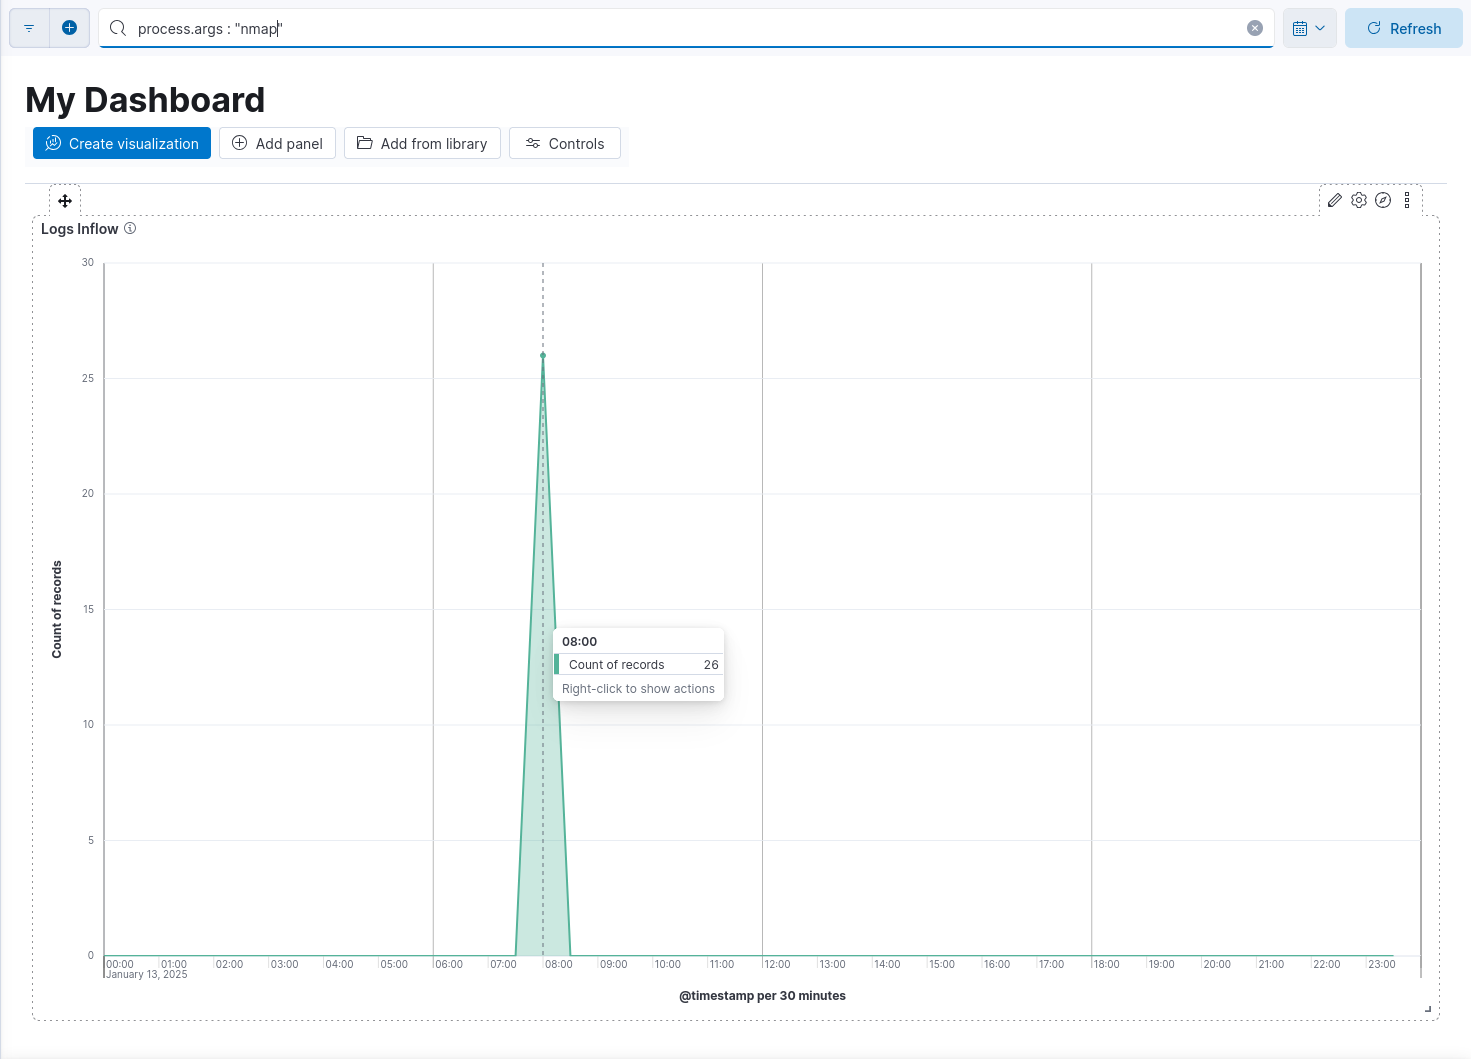 process.args : "nmap"
Refresh
My Dashboard
Create visualization
Add panel
Add from library
Controls
Logs Inflow
30
25
20
15
10
5
0
Count of records
08:00
Count of records 26
Right-click to show actions
00:00 01:00 02:00 03:00 04:00 05:00 06:00 07:00 08:00 09:00 10:00 11:00 12:00 13:00 14:00 15:00 16:00 17:00 18:00 19:00 20:00 21:00 22:00 23:00
January 13, 2025
@timestamp per 30 minutes